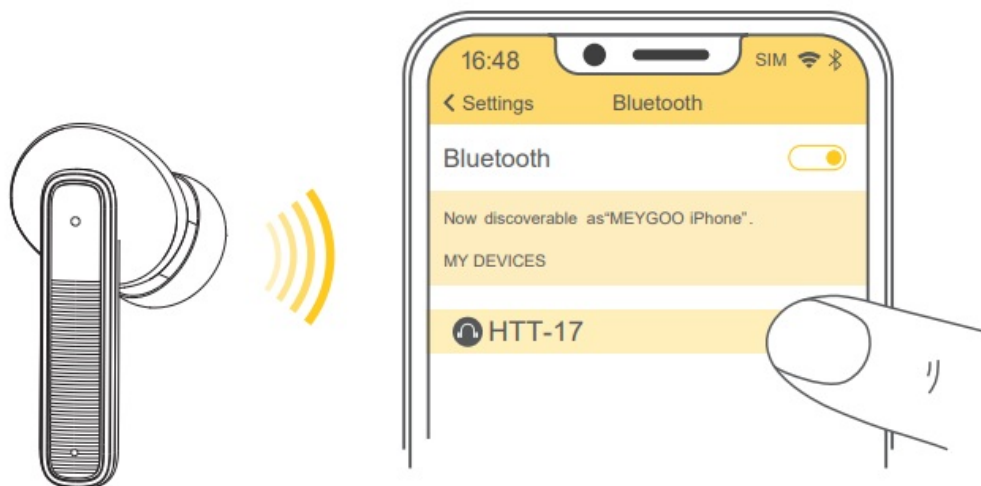 16:48
SIM
Settings
Bluetooth
Bluetooth
Now discoverable as“MEYGOO iPhone”.
MY DEVICES
HTT-17